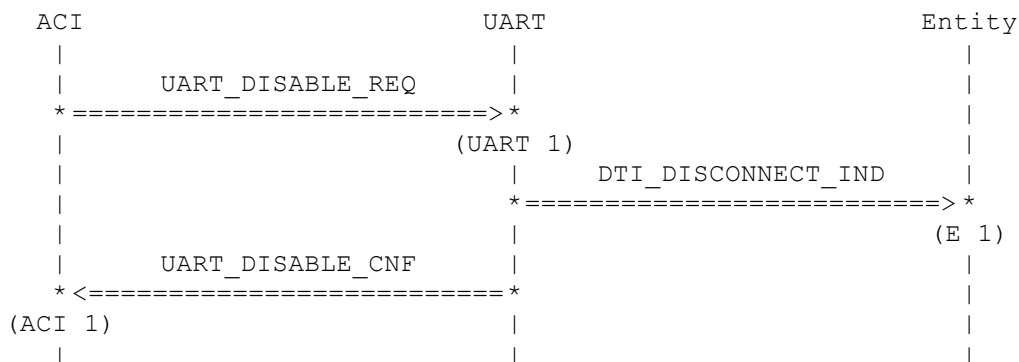 ACI UART Entity
UART_DISABLE_REQ
(UART 1)
DTI_DISCONNECT_IND
(E 1)
UART_DISABLE_CNF
(ACI 1)